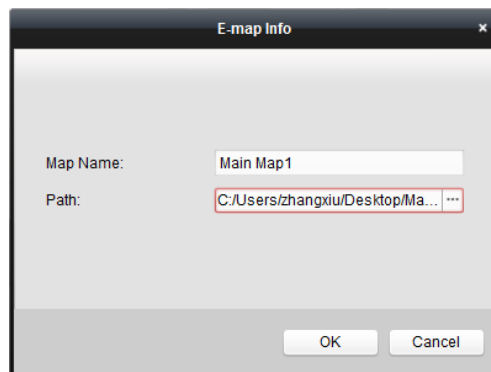 E-map Info
Map Name: Main Map1
Path: C:/Users/zhangxiu/Desktop/Ma... ...
OK Cancel